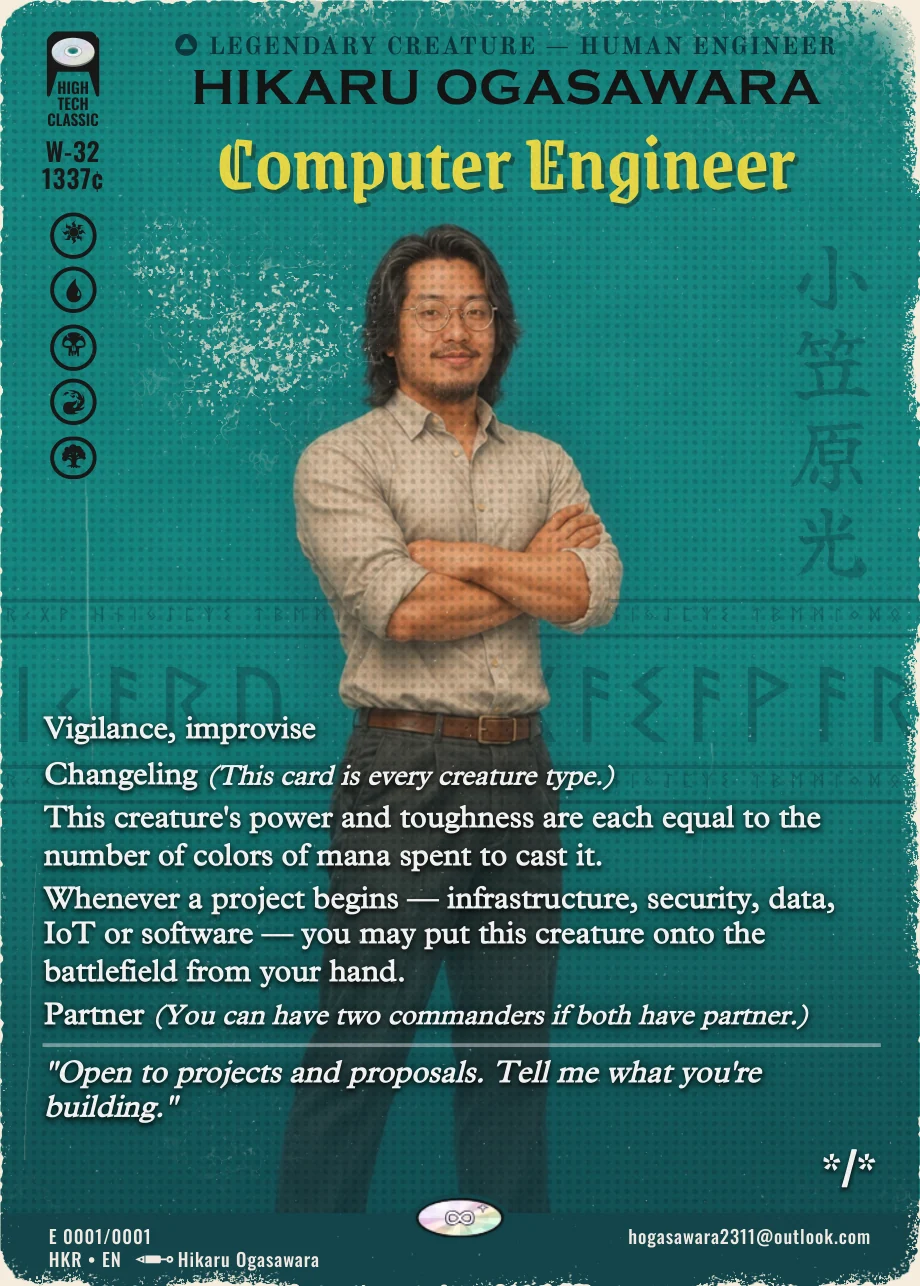 LEGENDARY CREATURE — HUMAN ENGINEER
HIKARU OGASAWARA
Computer Engineer
HIGH
TECH
CLASSIC
W-32
1337¢
小
笠
原
光
Vigilance, improvise
Changeling (This card is every creature type.)
This creature's power and toughness are each equal to the
number of colors of mana spent to cast it.
Whenever a project begins — infrastructure, security, data,
IoT or software — you may put this creature onto the
battlefield from your hand.
Partner (You can have two commanders if both have partner.)
"Open to projects and proposals. Tell me what you're
building."
*/*
E 0001/0001
HKR • EN Hikaru Ogasawara
hogasawara2311@outlook.com